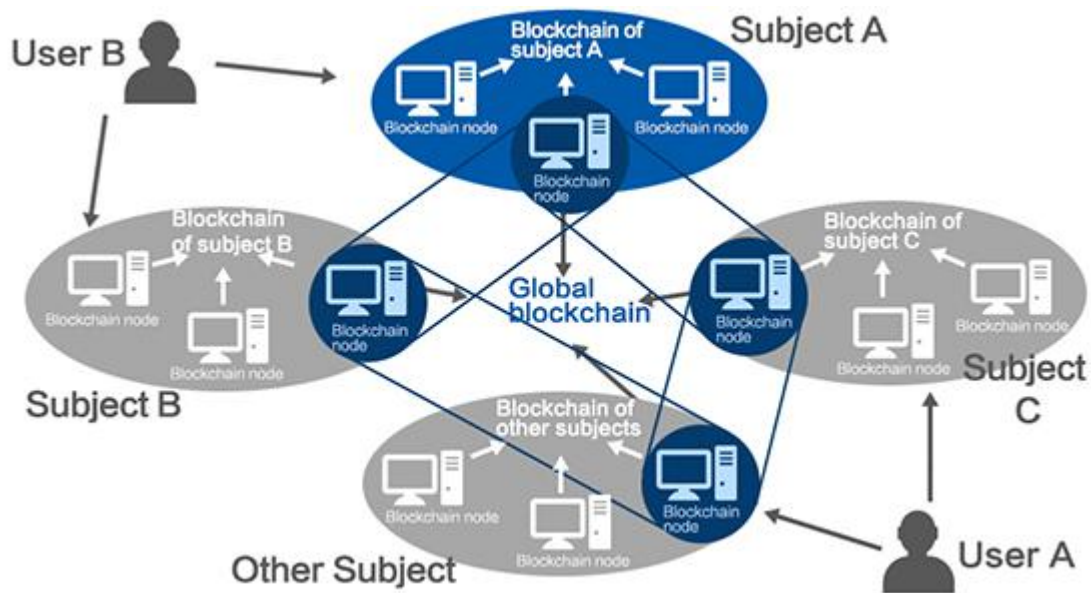 User B
Subject A
Blockchain of
subject A
Blockchain node
Blockchain node
Blockchain
node
Blockchain
of subject B
Blockchain node
Blockchain node
Blockchain
node
Subject B
Global
blockchain
Blockchain of
subject C
Blockchain
node
Blockchain node
Blockchain node
Subject
C
Blockchain of
other subjects
Blockchain node
Blockchain node
Blockchain
node
Other Subject
User A